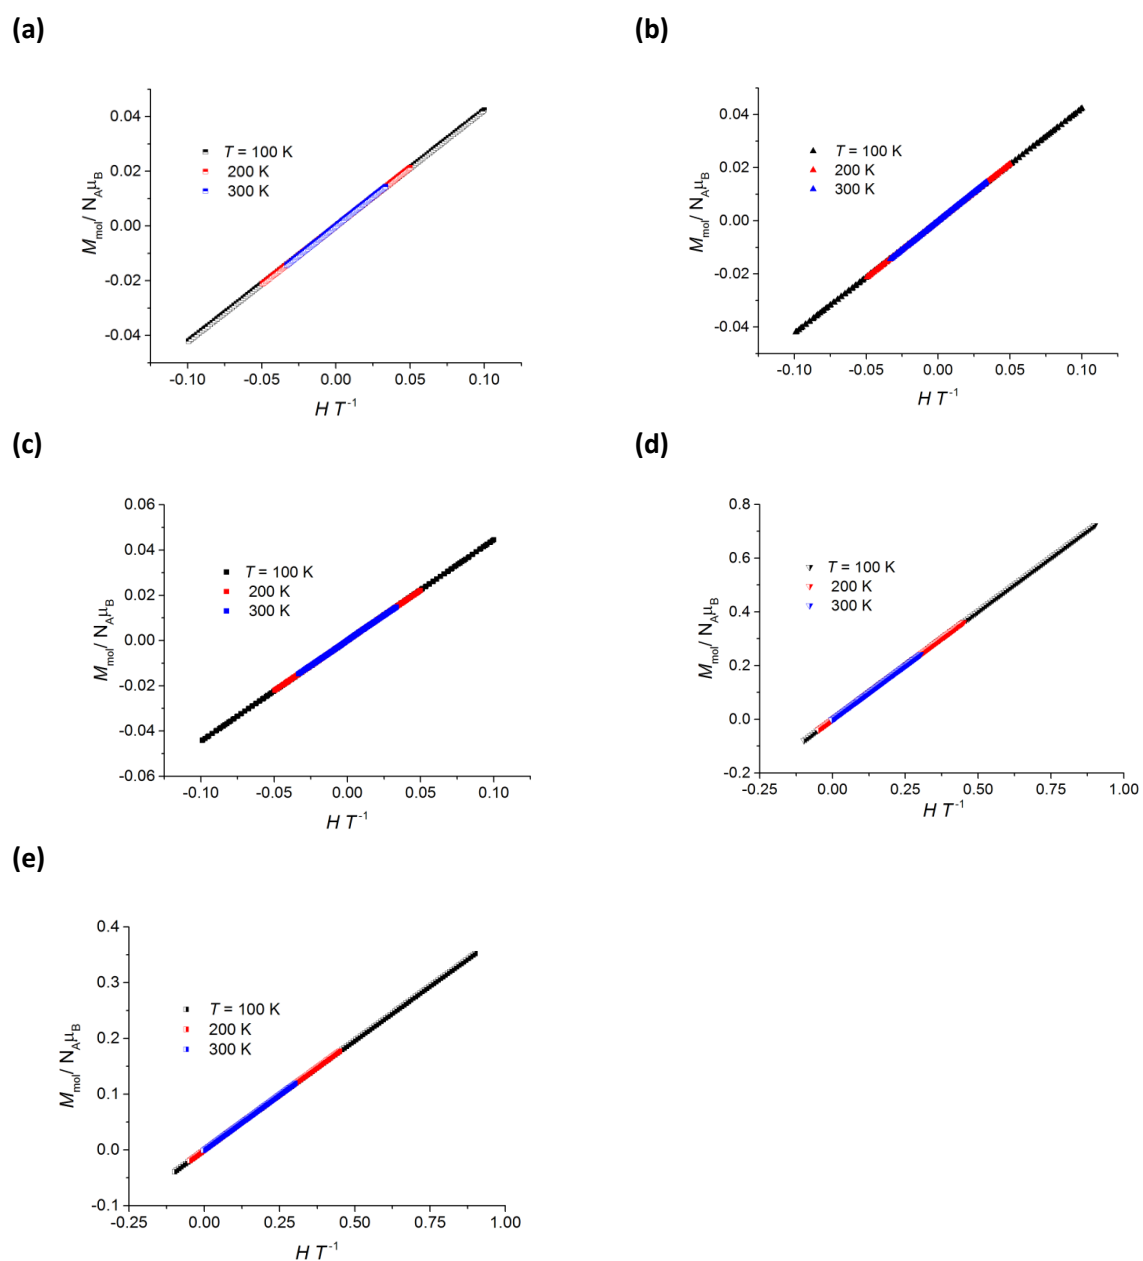 (a)
0.04
0.02
0.00
-0.02
-0.04
M_mol/ N_Aμ_B
T = 100 K
200 K
300 K
-0.10 -0.05 0.00 0.05 0.10
H T⁻¹
(b)
0.04
0.02
0.00
-0.02
-0.04
M_mol/ N_Aμ_B
T = 100 K
200 K
300 K
-0.10 -0.05 0.00 0.05 0.10
H T⁻¹
(c)
0.06
0.04
0.02
0.00
-0.02
-0.04
-0.06
M_mol/ N_Aμ_B
T = 100 K
200 K
300 K
-0.10 -0.05 0.00 0.05 0.10
H T⁻¹
(d)
0.8
0.6
0.4
0.2
0.0
-0.2
M_mol/ N_Aμ_B
T = 100 K
200 K
300 K
-0.25 0.00 0.25 0.50 0.75 1.00
H T⁻¹
(e)
0.4
0.3
0.2
0.1
0.0
-0.1
M_mol/ N_Aμ_B
T = 100 K
200 K
300 K
-0.25 0.00 0.25 0.50 0.75 1.00
H T⁻¹